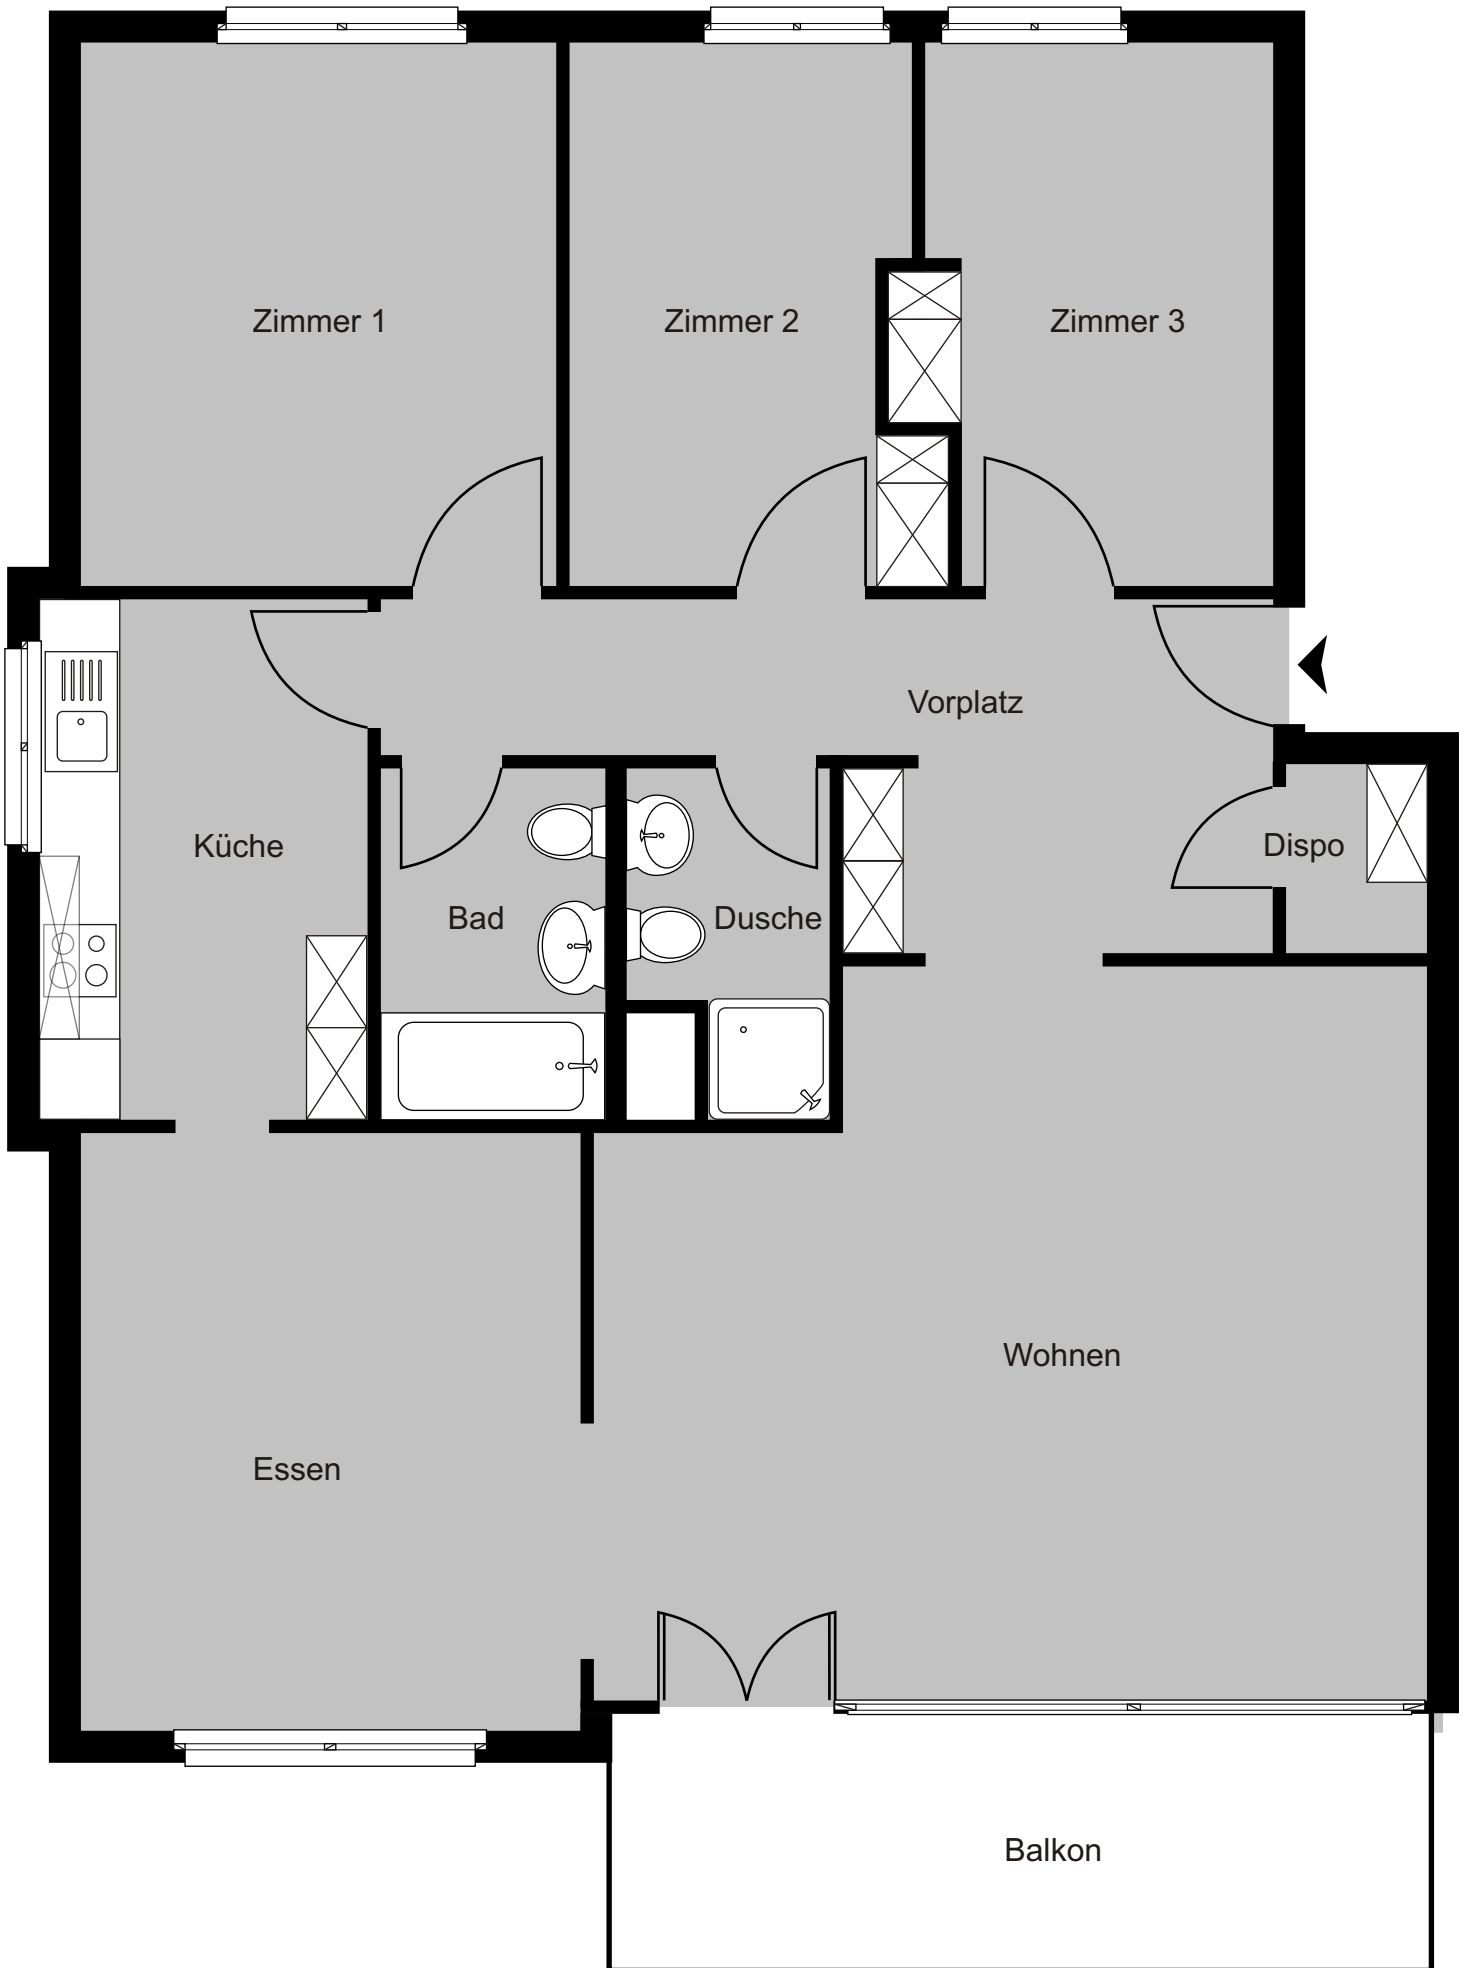 Zimmer 1
Zimmer 2
Zimmer 3
Vorplatz
Küche
Dispo
Bad
Dusche
Wohnen
Essen
Balkon